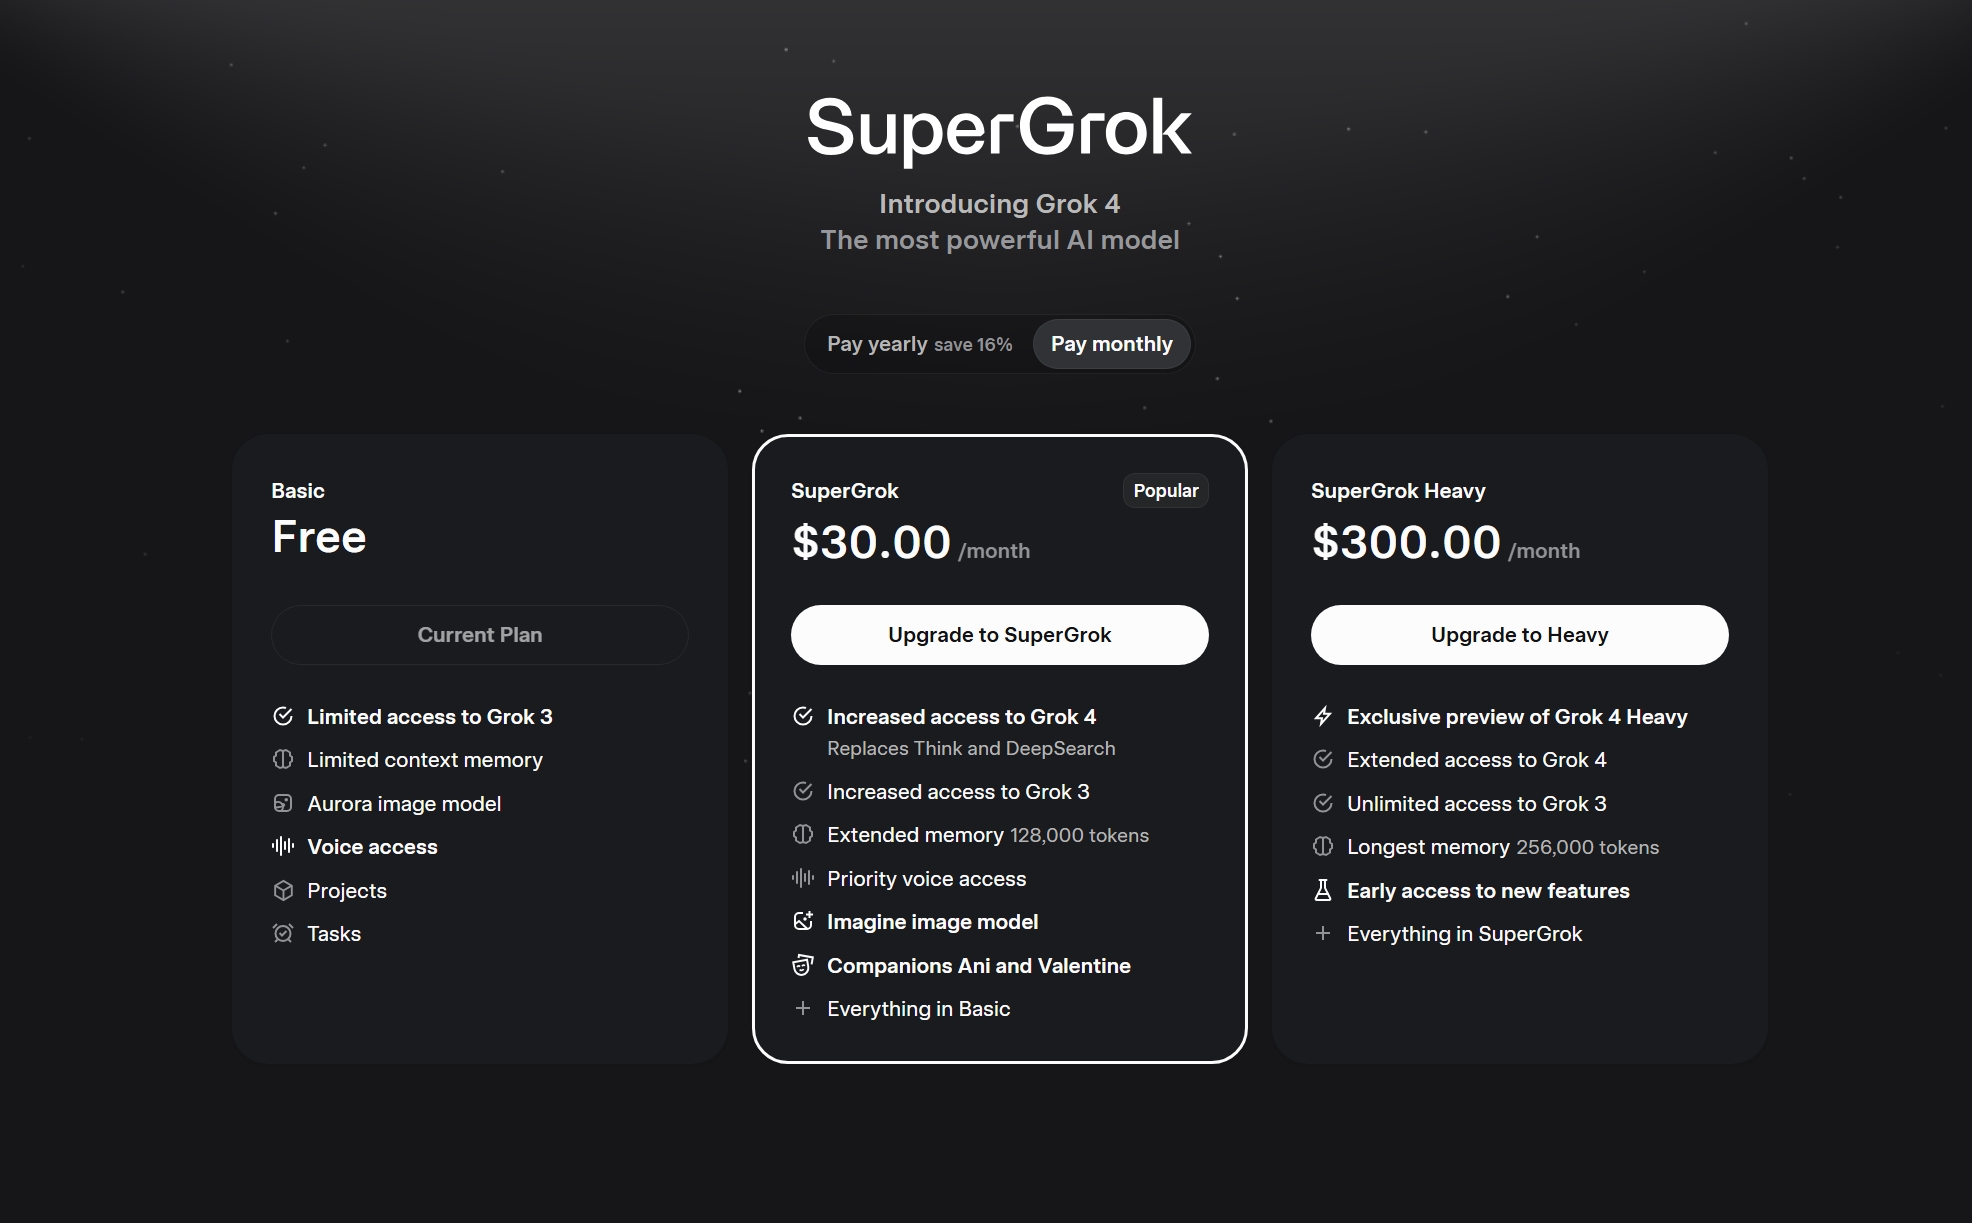 SuperGrok
Introducing Grok 4
The most powerful AI model
Pay yearly save 16%
Pay monthly
Basic
Free
Current Plan
Limited access to Grok 3
Limited context memory
Aurora image model
Voice access
Projects
Tasks
SuperGrok
Popular
$30.00 /month
Upgrade to SuperGrok
Increased access to Grok 4
Replaces Think and DeepSearch
Increased access to Grok 3
Extended memory 128,000 tokens
Priority voice access
Imagine image model
Companions Ani and Valentine
Everything in Basic
SuperGrok Heavy
$300.00 /month
Upgrade to Heavy
Exclusive preview of Grok 4 Heavy
Extended access to Grok 4
Unlimited access to Grok 3
Longest memory 256,000 tokens
Early access to new features
Everything in SuperGrok